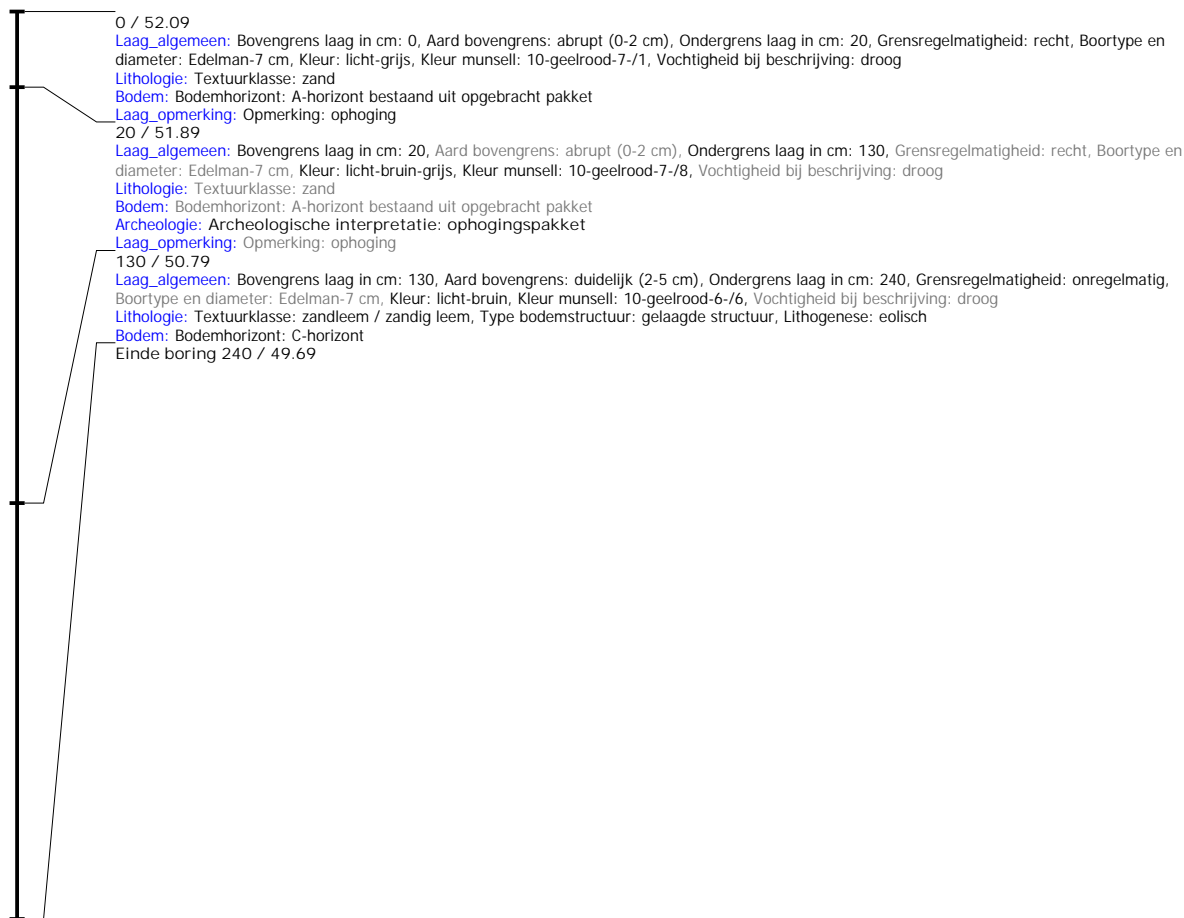 0 / 52.09
Laag_algemeen: Bovengrens laag in cm: 0, Aard bovengrens: abrupt (0-2 cm), Ondergrens laag in cm: 20, Grensregelmatigheid: recht, Boortype en
diameter: Edelman-7 cm, Kleur: licht-grijs, Kleur munsell: 10-geelrood-7-/1, Vochtigheid bij beschrijving: droog
Lithologie: Textuurklasse: zand
Bodem: Bodemhorizont: A-horizont bestaand uit opgebracht pakket
Laag_opmerking: Opmerking: ophoging
20 / 51.89
Laag_algemeen: Bovengrens laag in cm: 20, Aard bovengrens: abrupt (0-2 cm), Ondergrens laag in cm: 130, Grensregelmatigheid: recht, Boortype en
diameter: Edelman-7 cm, Kleur: licht-bruin-grijs, Kleur munsell: 10-geelrood-7-/8, Vochtigheid bij beschrijving: droog
Lithologie: Textuurklasse: zand
Bodem: Bodemhorizont: A-horizont bestaand uit opgebracht pakket
Archeologie: Archeologische interpretatie: ophogingspakket
Laag_opmerking: Opmerking: ophoging
130 / 50.79
Laag_algemeen: Bovengrens laag in cm: 130, Aard bovengrens: duidelijk (2-5 cm), Ondergrens laag in cm: 240, Grensregelmatigheid: onregelmatig,
Boortype en diameter: Edelman-7 cm, Kleur: licht-bruin, Kleur munsell: 10-geelrood-6-/6, Vochtigheid bij beschrijving: droog
Lithologie: Textuurklasse: zandleem / zandig leem, Type bodemstructuur: gelaagde structuur, Lithogenese: eolisch
Bodem: Bodemhorizont: C-horizont
Einde boring 240 / 49.69